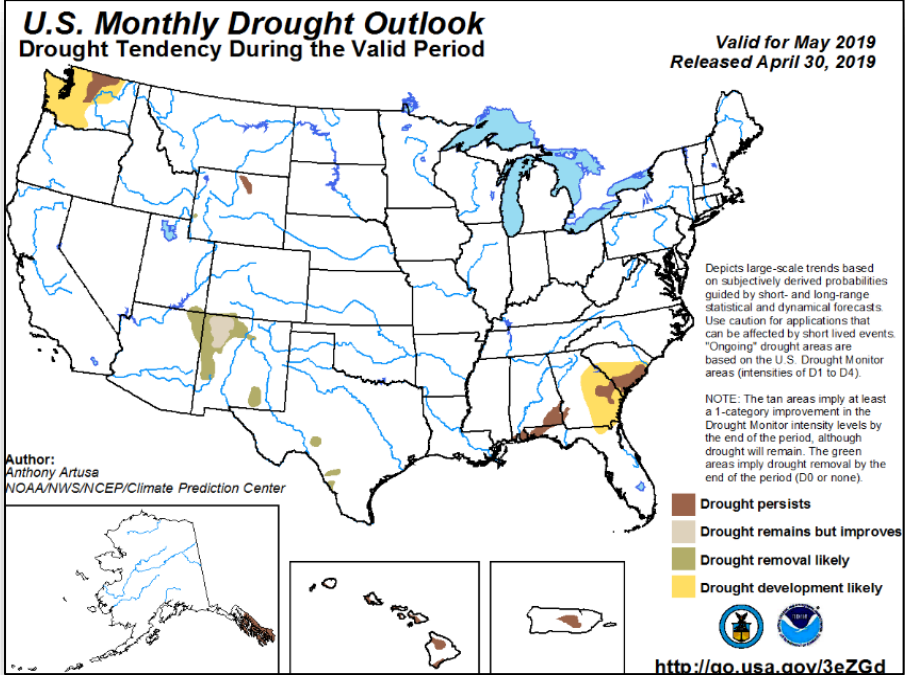 U.S. Monthly Drought Outlook
Drought Tendency During the Valid Period
Valid for May 2019
Released April 30, 2019
Depicts large-scale trends based
on subjectively derived probabilities
guided by short- and long-range
statistical and dynamical forecasts.
Use caution for applications that
can be affected by short lived events.
"Ongoing" drought areas are
based on the U.S. Drought Monitor
areas (intensities of D1 to D4).
NOTE: The tan areas imply at least
a 1-category improvement in the
Drought Monitor intensity levels by
the end of the period, although
drought will remain. The green
areas imply drought removal by the
end of the period (D0 or none).
Author:
Anthony Artusa
NOAA/NWS/NCEP/Climate Prediction Center
Drought persists
Drought remains but improves
Drought removal likely
Drought development likely
http://go.usa.gov/3eZGd